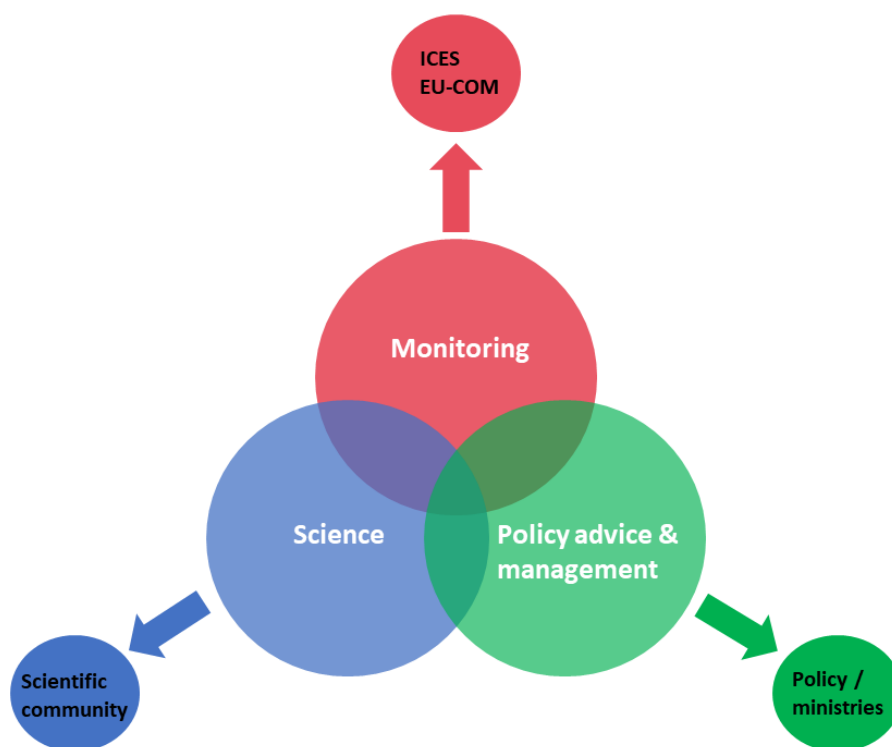 ICES
EU-COM
Monitoring
Science
Policy advice &
management
Scientific
community
Policy /
ministries